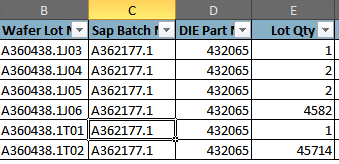 B C D E
Wafer Lot Sap Batch DIE Part Lot Qty
A360438.1J03 A362177.1 432065 1
A360438.1J04 A362177.1 432065 2
A360438.1J05 A362177.1 432065 2
A360438.1J06 A362177.1 432065 4582
A360438.1T01 A362177.1 432065 1
A360438.1T02 A362177.1 432065 45714